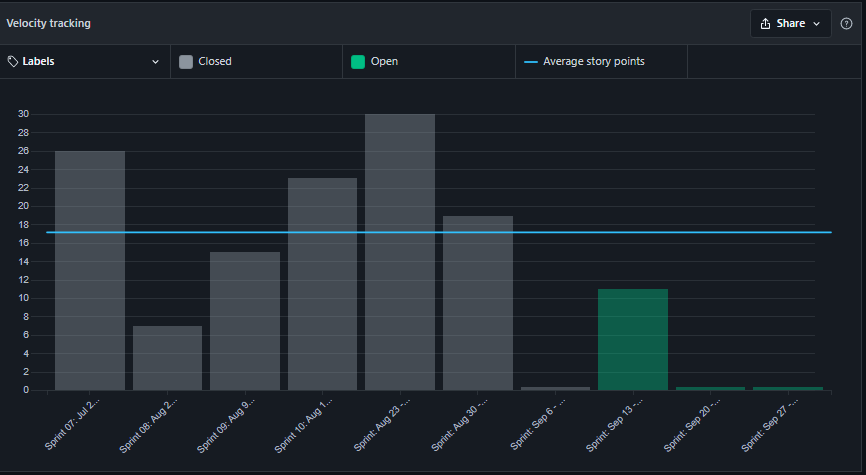 Velocity tracking
Share
Labels
Closed
Open
Average story points
30
28
26
24
22
20
18
16
14
12
10
8
6
4
2
0
Sprint 07: Jul 2...
Sprint 08: Aug 2...
Sprint 09: Aug 9...
Sprint 10: Aug 1...
Sprint: Aug 23 -...
Sprint: Aug 30 -...
Sprint: Sep 6 - ...
Sprint: Sep 13 -...
Sprint: Sep 20 -...
Sprint: Sep 27 -...